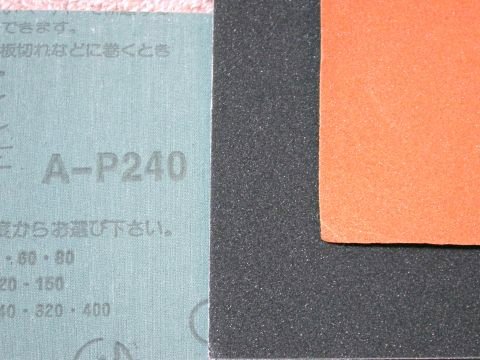 できます。
板切れなどに巻くとき
A-P240
度からお選び下さい。
・60・80
20・150
40・320・400